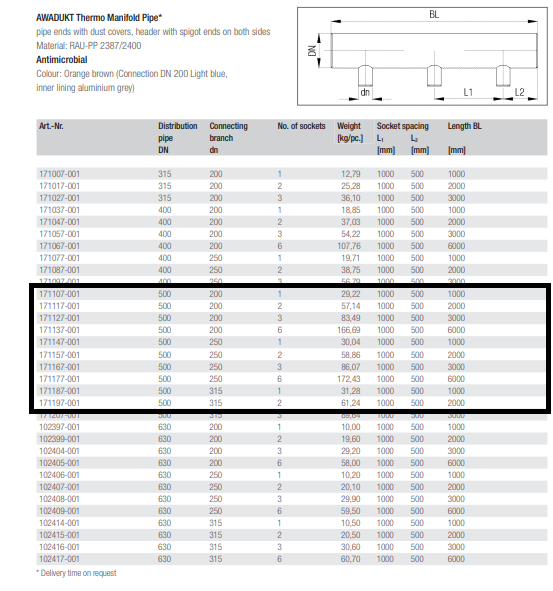 AWADUKT Thermo Manifold Pipe*
pipe ends with dust covers, header with spigot ends on both sides
Material: RAU-PP 2387/2400
Antimicrobial
Colour: Orange brown (Connection DN 200 Light blue,
inner lining aluminium grey)
BL
DN
dn
L1
L2
Art.-Nr. Distribution Connecting No. of sockets Weight Socket spacing Length BL
pipe branch [kg/pc.] L₁ L₂
DN dn [mm] [mm] [mm]
171007-001 315 200 1 12,79 1000 500 1000
171017-001 315 200 2 25,28 1000 500 2000
171027-001 315 200 3 36,10 1000 500 3000
171037-001 400 200 1 18,85 1000 500 1000
171047-001 400 200 2 37,03 1000 500 2000
171057-001 400 200 3 54,22 1000 500 3000
171067-001 400 200 6 107,76 1000 500 6000
171077-001 400 250 1 19,71 1000 500 1000
171087-001 400 250 2 38,75 1000 500 2000
171097-001 400 250 3 56,79 1000 500 3000
171107-001 500 200 1 29,22 1000 500 1000
171117-001 500 200 2 57,14 1000 500 2000
171127-001 500 200 3 83,49 1000 500 3000
171137-001 500 200 6 166,69 1000 500 6000
171147-001 500 250 1 30,04 1000 500 1000
171157-001 500 250 2 58,86 1000 500 2000
171167-001 500 250 3 86,07 1000 500 3000
171177-001 500 250 6 172,43 1000 500 6000
171187-001 500 315 1 31,28 1000 500 1000
171197-001 500 315 2 61,24 1000 500 2000
171207-001 500 315 3 89,64 1000 500 3000
102397-001 630 200 1 10,00 1000 500 1000
102399-001 630 200 2 19,60 1000 500 2000
102404-001 630 200 3 29,20 1000 500 3000
102405-001 630 200 6 58,00 1000 500 6000
102406-001 630 250 1 10,20 1000 500 1000
102407-001 630 250 2 20,10 1000 500 2000
102408-001 630 250 3 29,90 1000 500 3000
102409-001 630 250 6 59,50 1000 500 6000
102414-001 630 315 1 10,50 1000 500 1000
102415-001 630 315 2 20,50 1000 500 2000
102416-001 630 315 3 30,60 1000 500 3000
102417-001 630 315 6 60,70 1000 500 6000
* Delivery time on request